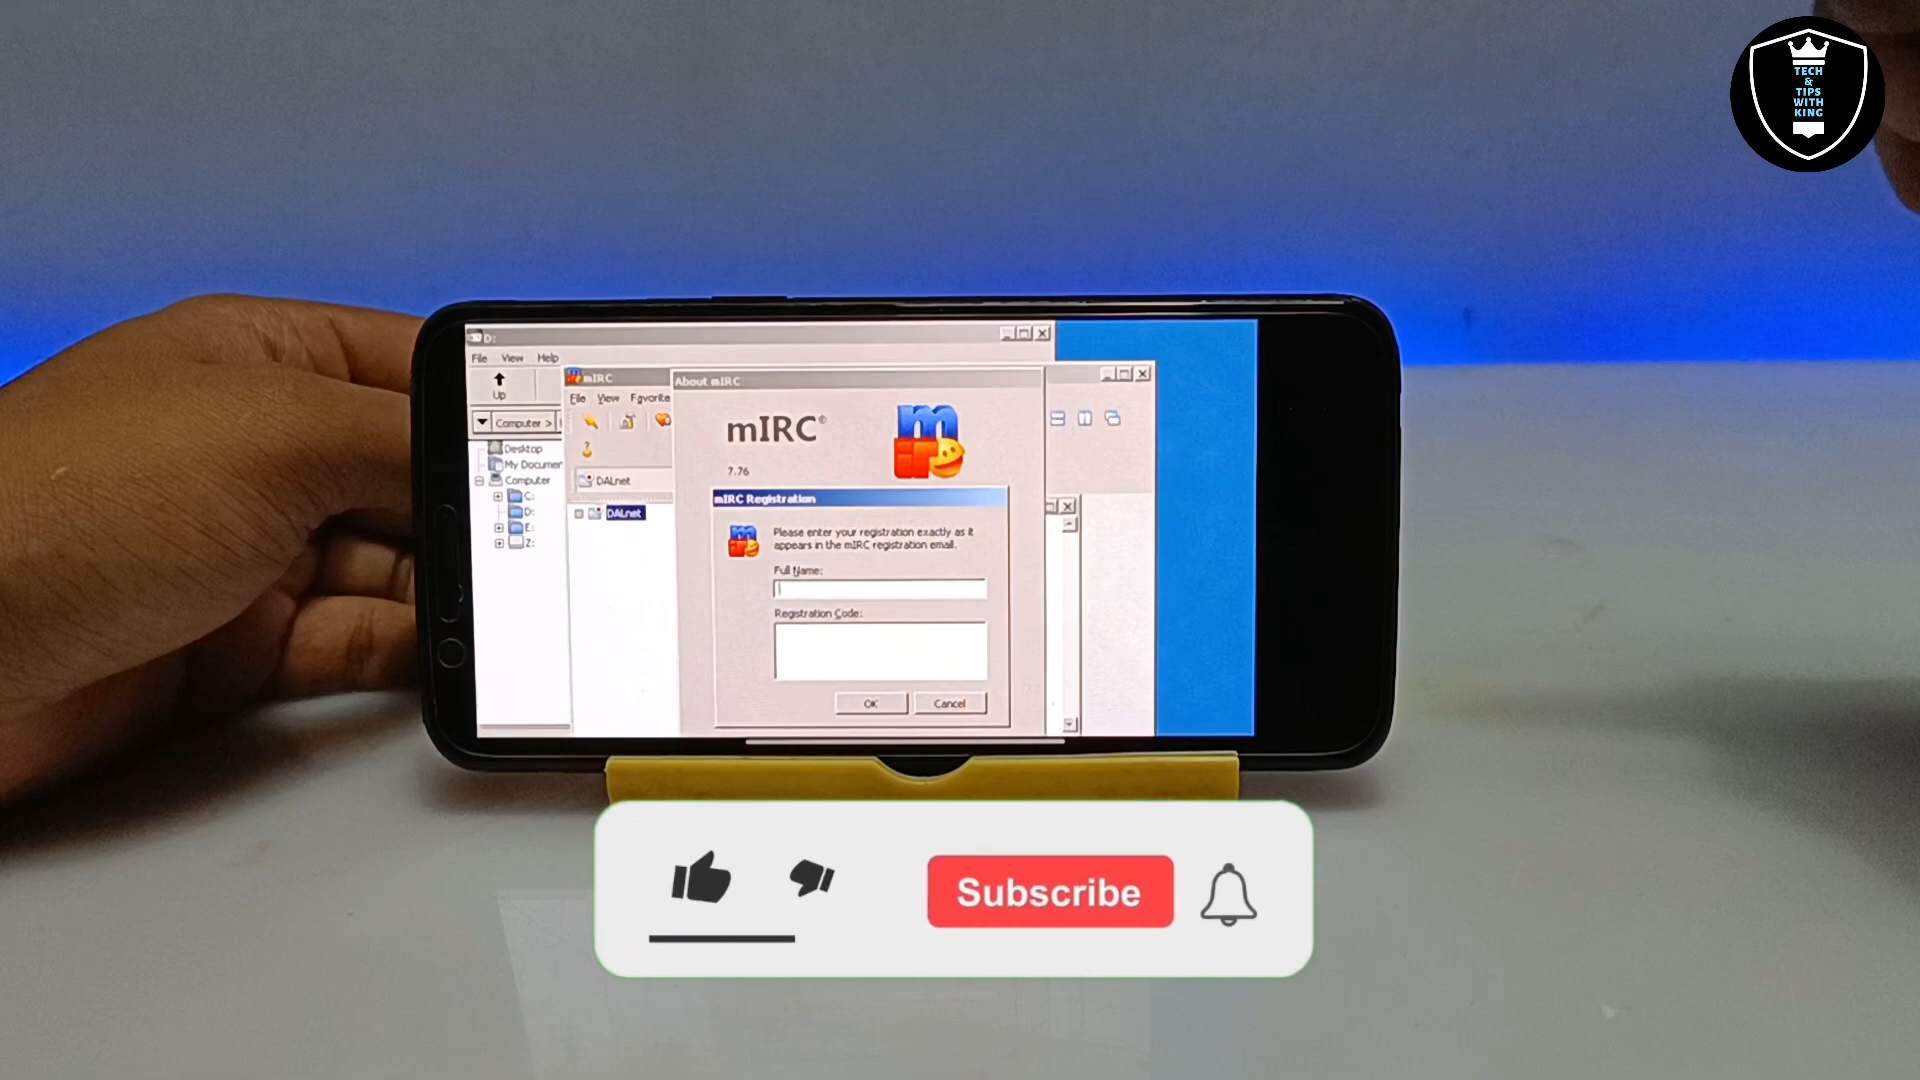 TECH
&
TIPS
WITH
KING
D:
File View Help
Up
Computer >
Desktop
My Documen
Computer
C:
D:
E:
Z:
mIRC
File View Favorite
DALnet
DALnet
About mIRC
mIRC®
7.76
mIRC Registration
Please enter your registration exactly as it
appears in the mIRC registration email.
Full Name:
Registration Code:
OK Cancel
Subscribe